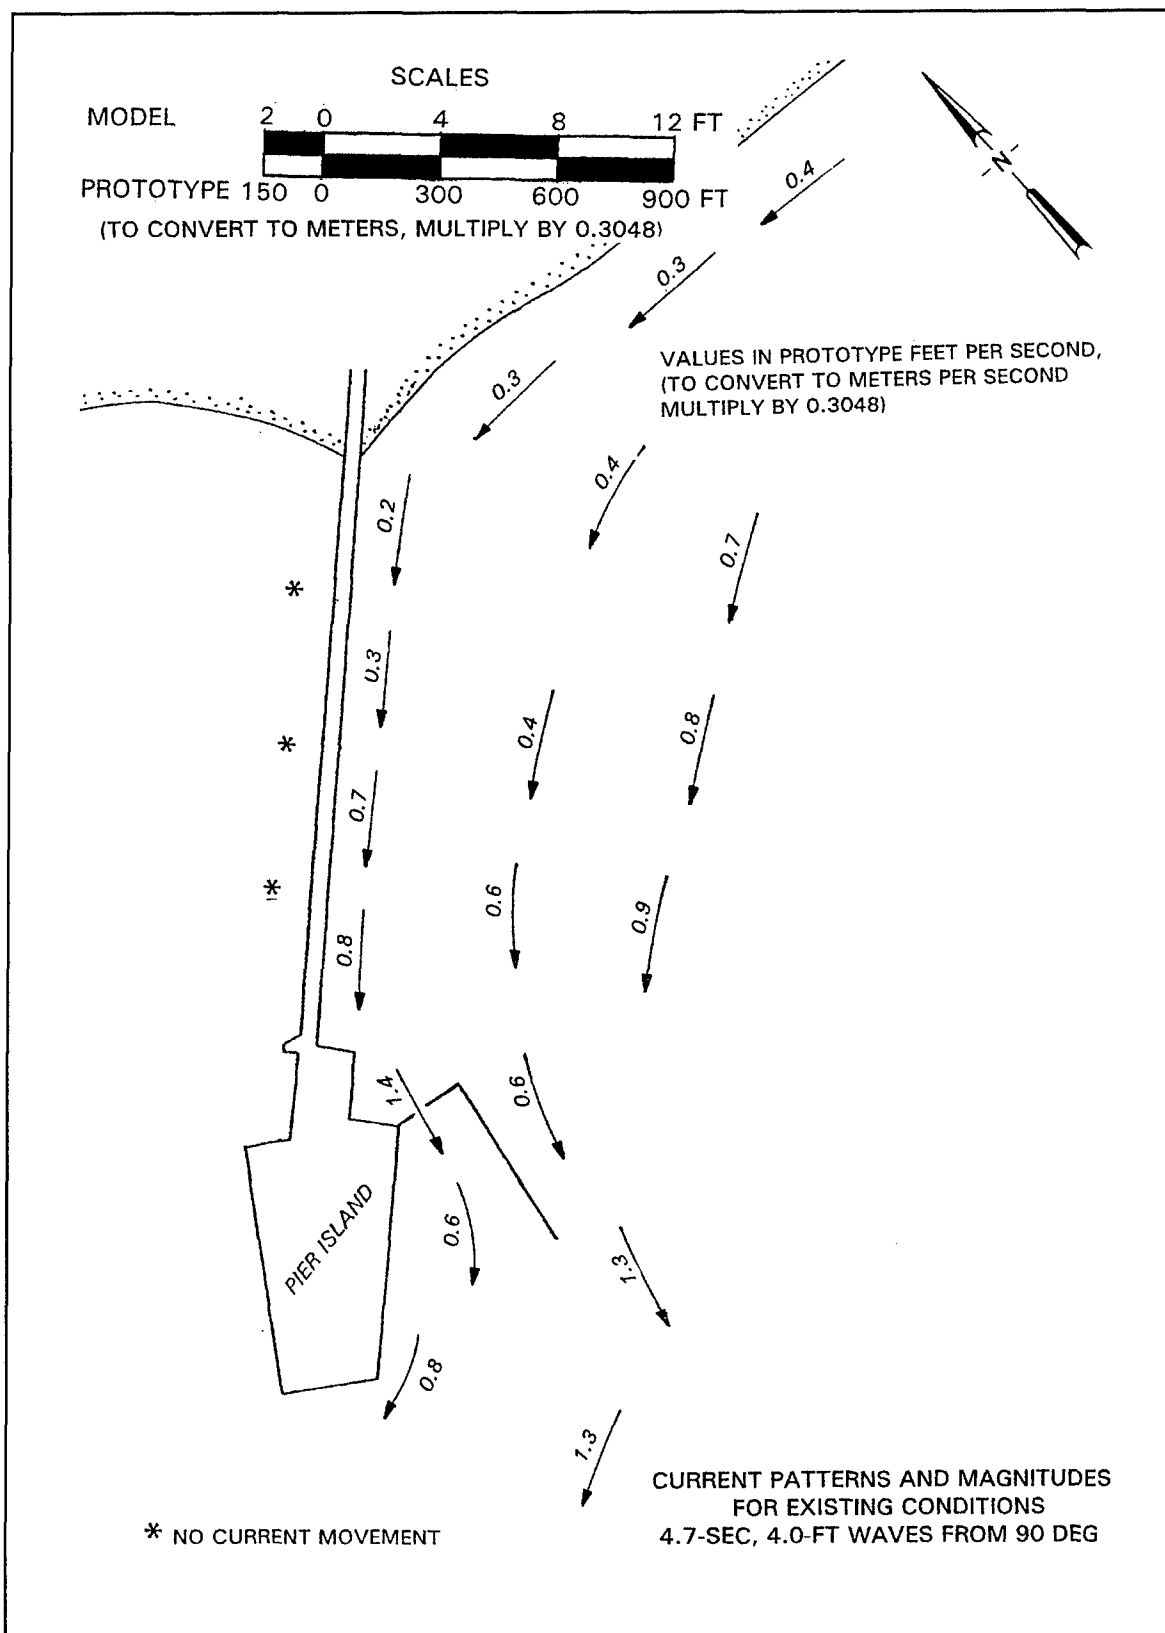 SCALES
MODEL
2 0 4 8 12 FT
PROTOTYPE 150 0 300 600 900 FT
(TO CONVERT TO METERS, MULTIPLY BY 0.3048)
N
0.4
0.3
VALUES IN PROTOTYPE FEET PER SECOND,
(TO CONVERT TO METERS PER SECOND
MULTIPLY BY 0.3048)
0.3
0.4
0.2
0.7
*
0.3
0.4
0.8
*
0.7
0.6
0.9
*
0.8
1.4
0.6
PIER ISLAND
0.6
1.3
0.8
1.3
CURRENT PATTERNS AND MAGNITUDES
FOR EXISTING CONDITIONS
4.7-SEC, 4.0-FT WAVES FROM 90 DEG
* NO CURRENT MOVEMENT